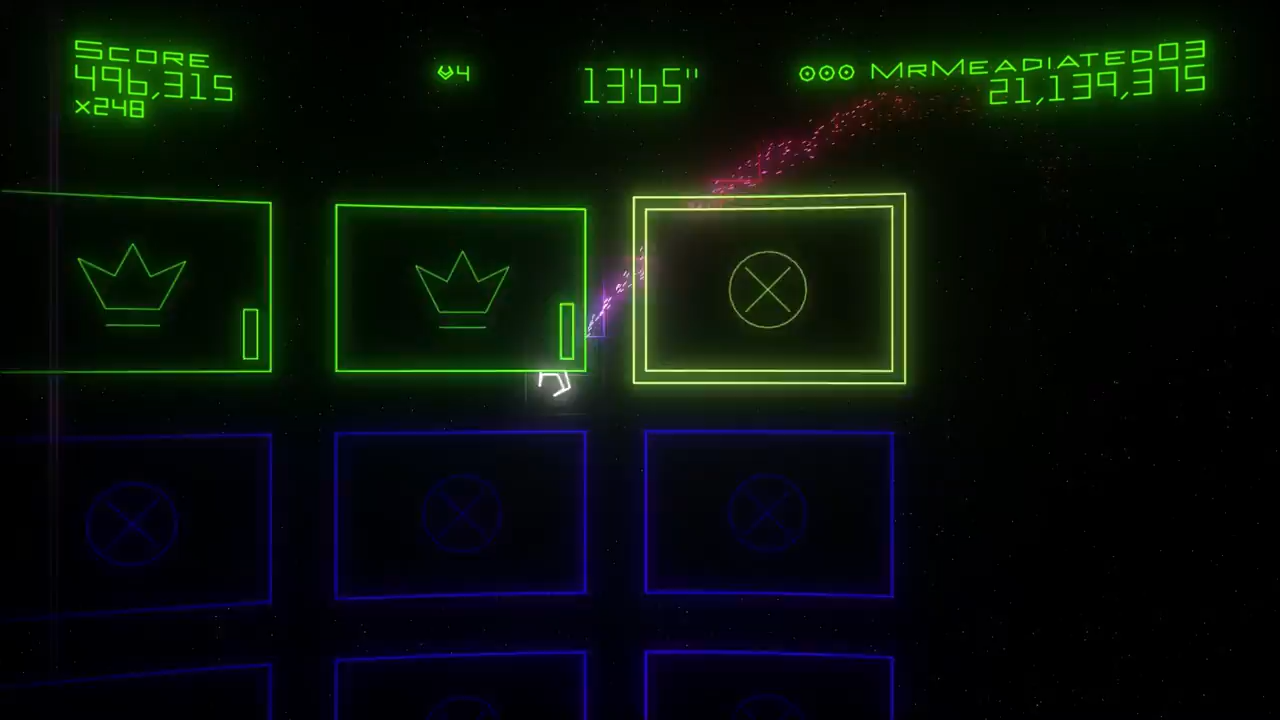 SCORE
496,315
x248
4
13'65"
MRMEADIATED03
21,139,375